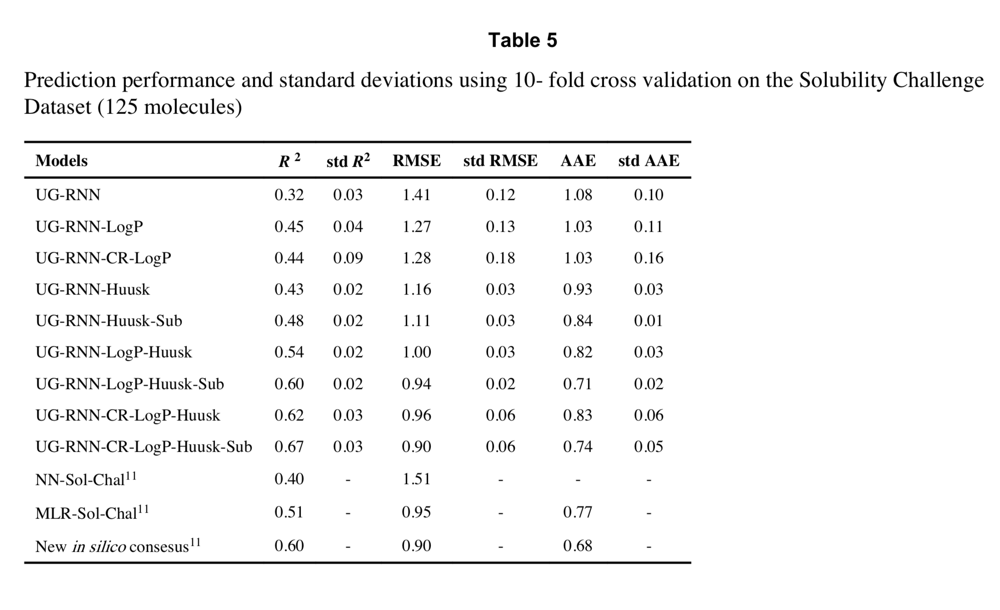 Table 5
Prediction performance and standard deviations using 10- fold cross validation on the Solubility Challenge
Dataset (125 molecules)
Models R 2 std R2 RMSE std RMSE AAE std AAE
UG-RNN 0.32 0.03 1.41 0.12 1.08 0.10
UG-RNN-LogP 0.45 0.04 1.27 0.13 1.03 0.11
UG-RNN-CR-LogP 0.44 0.09 1.28 0.18 1.03 0.16
UG-RNN-Huusk 0.43 0.02 1.16 0.03 0.93 0.03
UG-RNN-Huusk-Sub 0.48 0.02 1.11 0.03 0.84 0.01
UG-RNN-LogP-Huusk 0.54 0.02 1.00 0.03 0.82 0.03
UG-RNN-LogP-Huusk-Sub 0.60 0.02 0.94 0.02 0.71 0.02
UG-RNN-CR-LogP-Huusk 0.62 0.03 0.96 0.06 0.83 0.06
UG-RNN-CR-LogP-Huusk-Sub 0.67 0.03 0.90 0.06 0.74 0.05
NN-Sol-Chal11 0.40 - 1.51 - - -
MLR-Sol-Chal11 0.51 - 0.95 - 0.77 -
New in silico consesus11 0.60 - 0.90 - 0.68 -